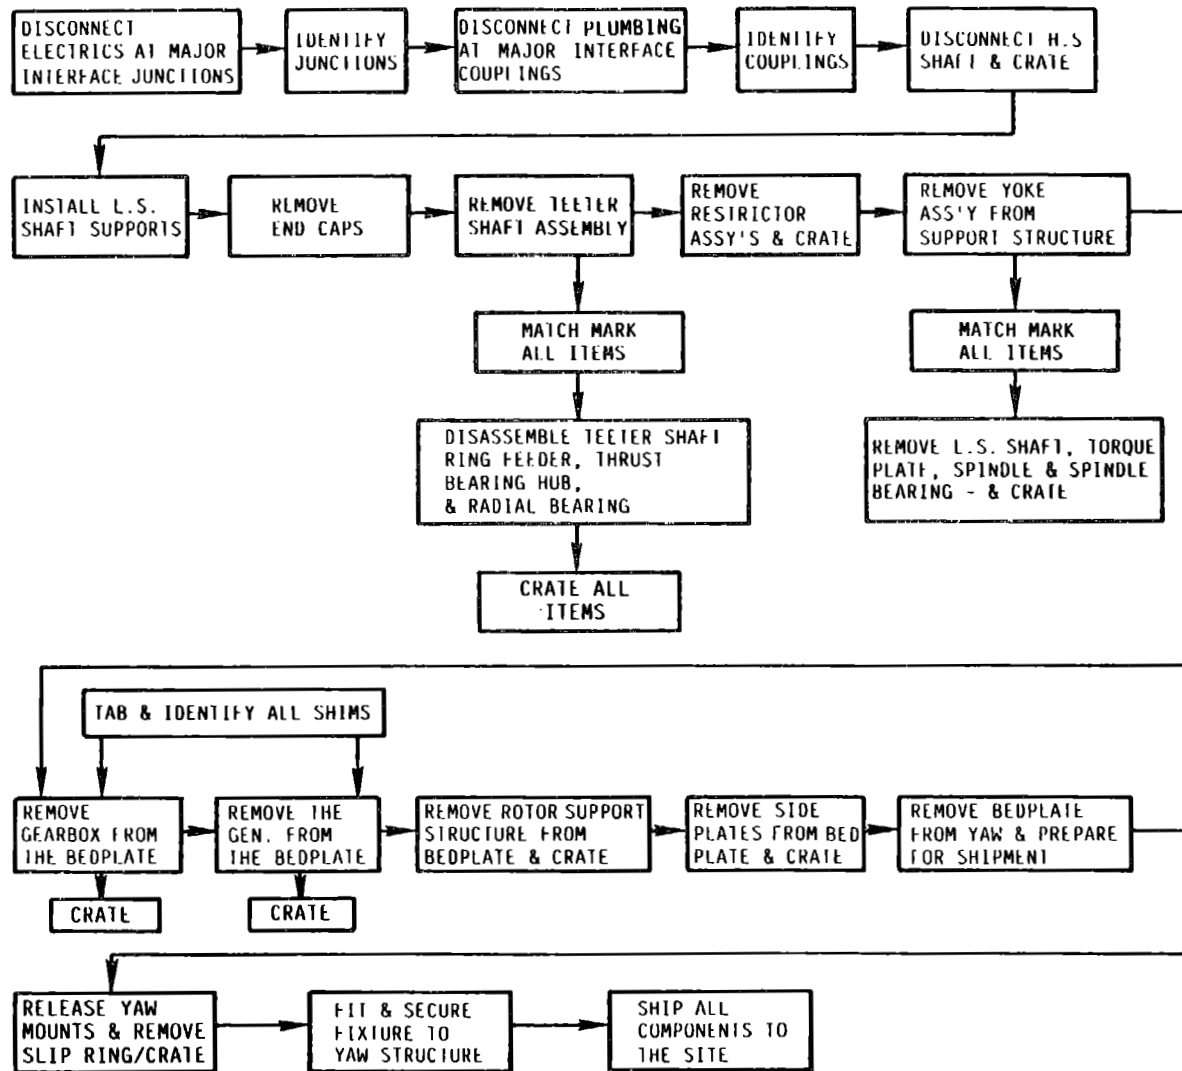 DISCONNECT
ELECTRICS AT MAJOR
INTERFACE JUNCTIONS
IDENTIFY
JUNCTIONS
DISCONNECT PLUMBING
AT MAJOR INTERFACE
COUPLINGS
IDENTIFY
COUPLINGS
DISCONNECT H.S
SHAFT & CRATE
INSTALL L.S.
SHAFT SUPPORTS
REMOVE
END CAPS
REMOVE TEETER
SHAFT ASSEMBLY
REMOVE
RESTRICTOR
ASSY'S & CRATE
REMOVE YOKE
ASS'Y FROM
SUPPORT STRUCTURE
MATCH MARK
ALL ITEMS
MATCH MARK
ALL ITEMS
DISASSEMBLE TEETER SHAFT
RING FEEDER, THRUST
BEARING HUB,
& RADIAL BEARING
REMOVE L.S. SHAFT, TORQUE
PLATE, SPINDLE & SPINDLE
BEARING - & CRATE
CRATE ALL
ITEMS
TAB & IDENTIFY ALL SHIMS
REMOVE
GEARBOX FROM
THE BEDPLATE
REMOVE THE
GEN. FROM
THE BEDPLATE
REMOVE ROTOR SUPPORT
STRUCTURE FROM
BEDPLATE & CRATE
REMOVE SIDE
PLATES FROM BED
PLATE & CRATE
REMOVE BEDPLATE
FROM YAW & PREPARE
FOR SHIPMENT
CRATE
CRATE
RELEASE YAW
MOUNTS & REMOVE
SLIP RING/CRATE
FIT & SECURE
FIXTURE TO
YAW STRUCTURE
SHIP ALL
COMPONENTS TO
THE SITE